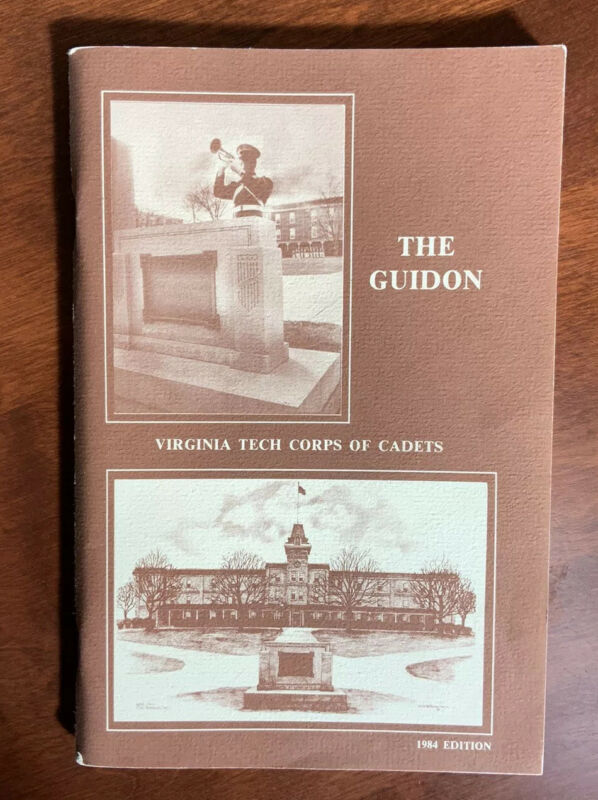 THE
GUIDON
VIRGINIA TECH CORPS OF CADETS
1984 EDITION